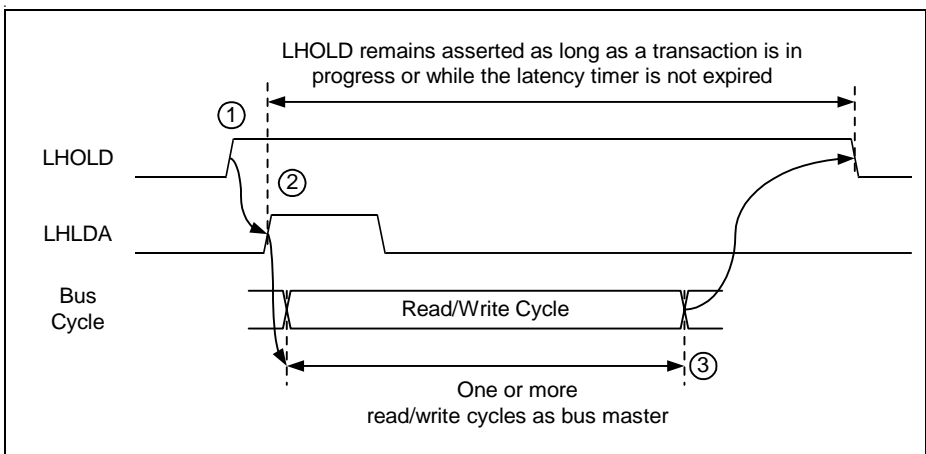 LHOLD remains asserted as long as a transaction is in
progress or while the latency timer is not expired
1
LHOLD
2
LHLDA
Bus
Cycle
Read/Write Cycle
3
One or more
read/write cycles as bus master